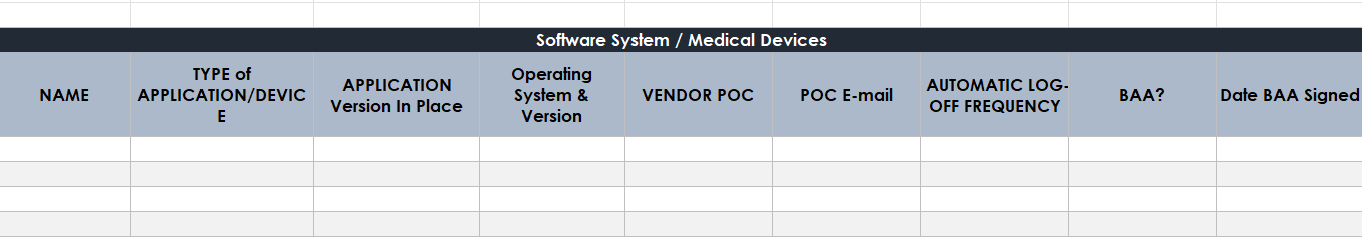 Software System / Medical Devices
NAME
TYPE of
APPLICATION/DEVIC
E
APPLICATION
Version In Place
Operating
System &
Version
VENDOR POC
POC E-mail
AUTOMATIC LOG-
OFF FREQUENCY
BAA?
Date BAA Signed